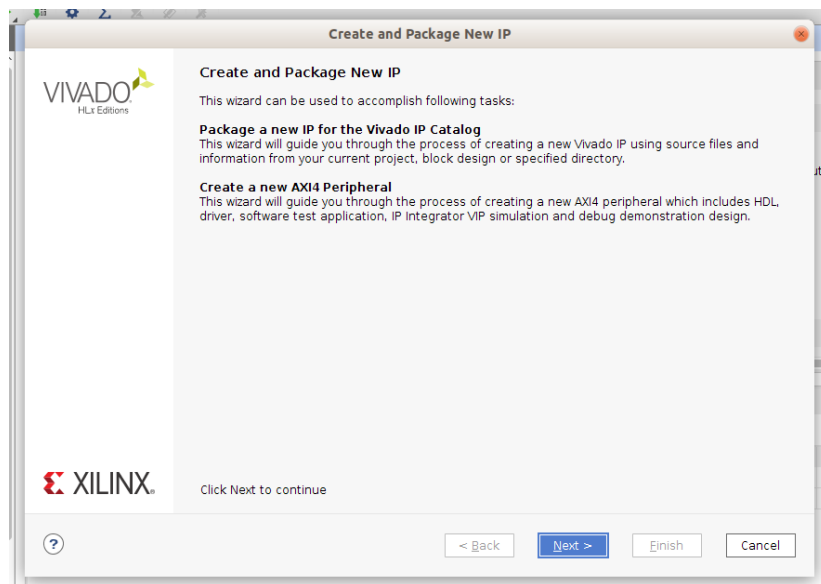 Create and Package New IP
VIVADO
HLx Editions
Create and Package New IP
This wizard can be used to accomplish following tasks:
Package a new IP for the Vivado IP Catalog
This wizard will guide you through the process of creating a new Vivado IP using source files and
information from your current project, block design or specified directory.
Create a new AXI4 Peripheral
This wizard will guide you through the process of creating a new AXI4 peripheral which includes HDL,
driver, software test application, IP Integrator VIP simulation and debug demonstration design.
XILINX.
Click Next to continue
?
< Back
Next >
Finish
Cancel